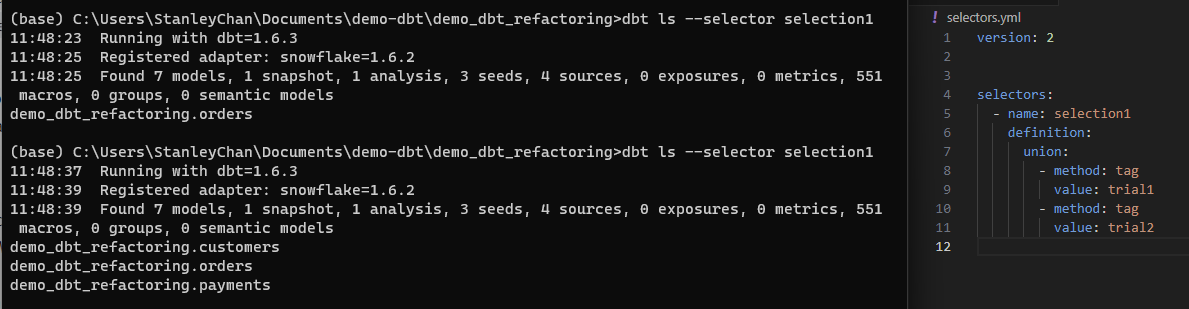 (base) C:\Users\StanleyChan\Documents\demo-dbt\demo_dbt_refactoring>dbt ls --selector selection1
11:48:23  Running with dbt=1.6.3
11:48:25  Registered adapter: snowflake=1.6.2
11:48:25  Found 7 models, 1 snapshot, 1 analysis, 3 seeds, 4 sources, 0 exposures, 0 metrics, 551
 macros, 0 groups, 0 semantic models
demo_dbt_refactoring.orders
(base) C:\Users\StanleyChan\Documents\demo-dbt\demo_dbt_refactoring>dbt ls --selector selection1
11:48:37  Running with dbt=1.6.3
11:48:39  Registered adapter: snowflake=1.6.2
11:48:39  Found 7 models, 1 snapshot, 1 analysis, 3 seeds, 4 sources, 0 exposures, 0 metrics, 551
 macros, 0 groups, 0 semantic models
demo_dbt_refactoring.customers
demo_dbt_refactoring.orders
demo_dbt_refactoring.payments
! selectors.yml
1 version: 2
2
3
4 selectors:
5   - name: selection1
6     definition:
7       union:
8         - method: tag
9           value: trial1
10         - method: tag
11           value: trial2
12